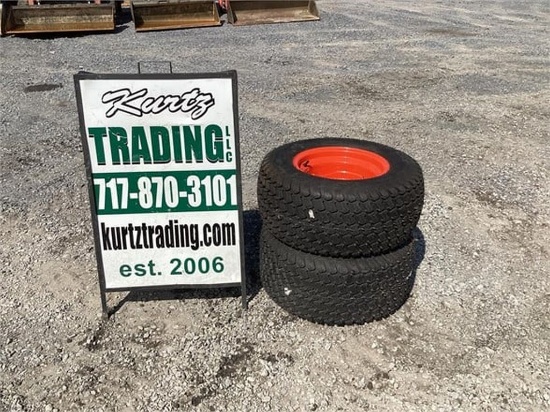 Kurtz
TRADING LLC
717-870-3101
kurtztrading.com
est. 2006